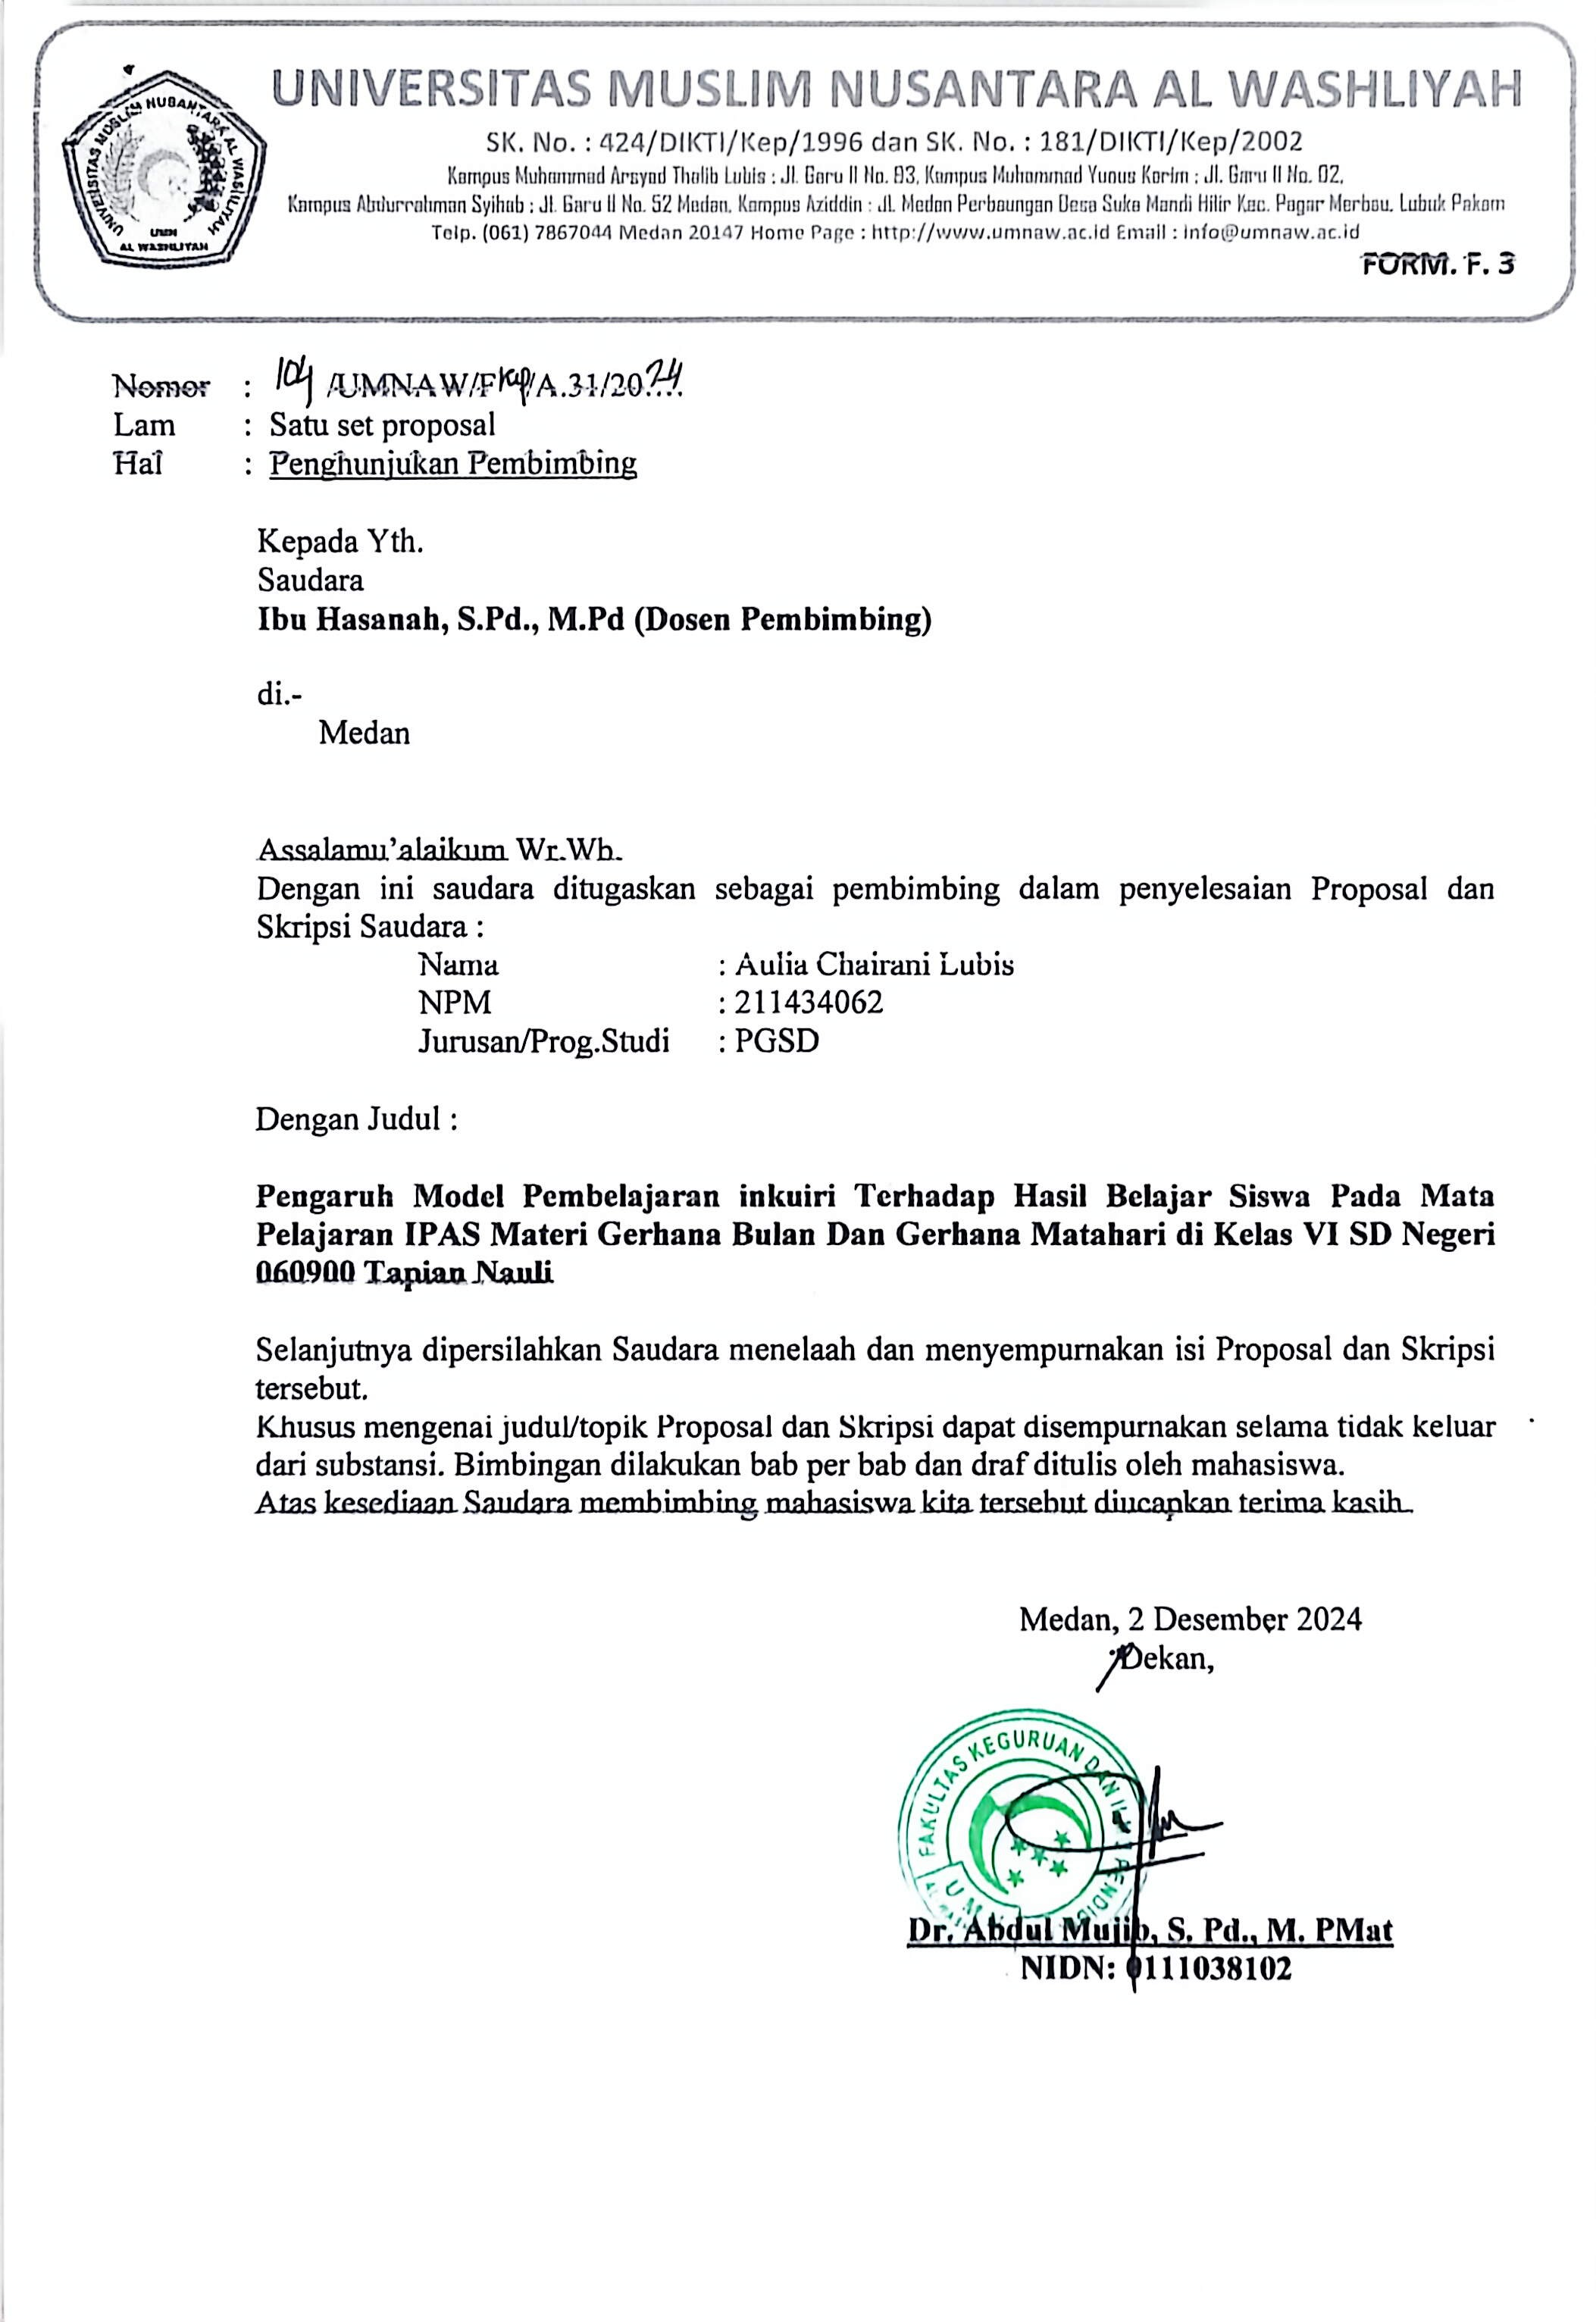 UNIVERSITAS MUSLIM NUSANTARA AL WASHLIYAH
UMN
AL WASHLIYAH
UNIVERSITAS MUSLIM NUSANTARA AL WASHLIYAH
SK. No. : 424/DIKTI/Kep/1996 dan SK. No. : 181/DIKTI/Kep/2002
Kampus Muhammad Arsyad Thalib Lubis : Jl. Garu II No. 93, Kampus Muhammad Yunus Karim : Jl. Garu II No. 02,
Kampus Abdurrahman Syihab : Jl. Garu II No. 52 Medan, Kampus Aziddin : Jl. Medan Perbaungan Desa Suka Mandi Hilir Kec. Pagar Merbau, Lubuk Pakam
Telp. (061) 7867044 Medan 20147 Home Page : http://www.umnaw.ac.id Email : info@umnaw.ac.id
FORM. F. 3
Nomor : 104 /UMNAW/FKIP/A.31/2024
Lam : Satu set proposal
Hal : Penghunjukan Pembimbing
Kepada Yth.
Saudara
Ibu Hasanah, S.Pd., M.Pd (Dosen Pembimbing)
di.-
Medan
Assalamu'alaikum Wr.Wb.
Dengan ini saudara ditugaskan sebagai pembimbing dalam penyelesaian Proposal dan
Skripsi Saudara :
Nama : Aulia Chairani Lubis
NPM : 211434062
Jurusan/Prog.Studi : PGSD
Dengan Judul :
Pengaruh Model Pembelajaran inkuiri Terhadap Hasil Belajar Siswa Pada Mata
Pelajaran IPAS Materi Gerhana Bulan Dan Gerhana Matahari di Kelas VI SD Negeri
060900 Tapian Nauli
Selanjutnya dipersilahkan Saudara menelaah dan menyempurnakan isi Proposal dan Skripsi
tersebut.
Khusus mengenai judul/topik Proposal dan Skripsi dapat disempurnakan selama tidak keluar
dari substansi. Bimbingan dilakukan bab per bab dan draf ditulis oleh mahasiswa.
Atas kesediaan Saudara membimbing mahasiswa kita tersebut diucapkan terima kasih.
Medan, 2 Desember 2024
Dekan,
FAKULTAS KEGURUAN DAN
Dr. Abdul Mujib, S. Pd., M. PMat
NIDN: 0111038102